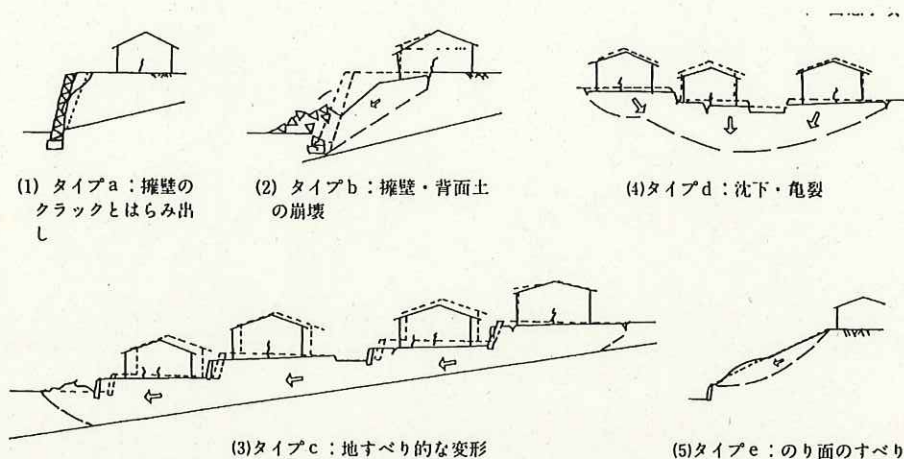 (1) タイプa：擁壁の
クラックとはらみ出
し
(2) タイプb：擁壁・背面土
の崩壊
(4)タイプd：沈下・亀裂
(3)タイプc：地すべり的な変形
(5)タイプe：のり面のすべり